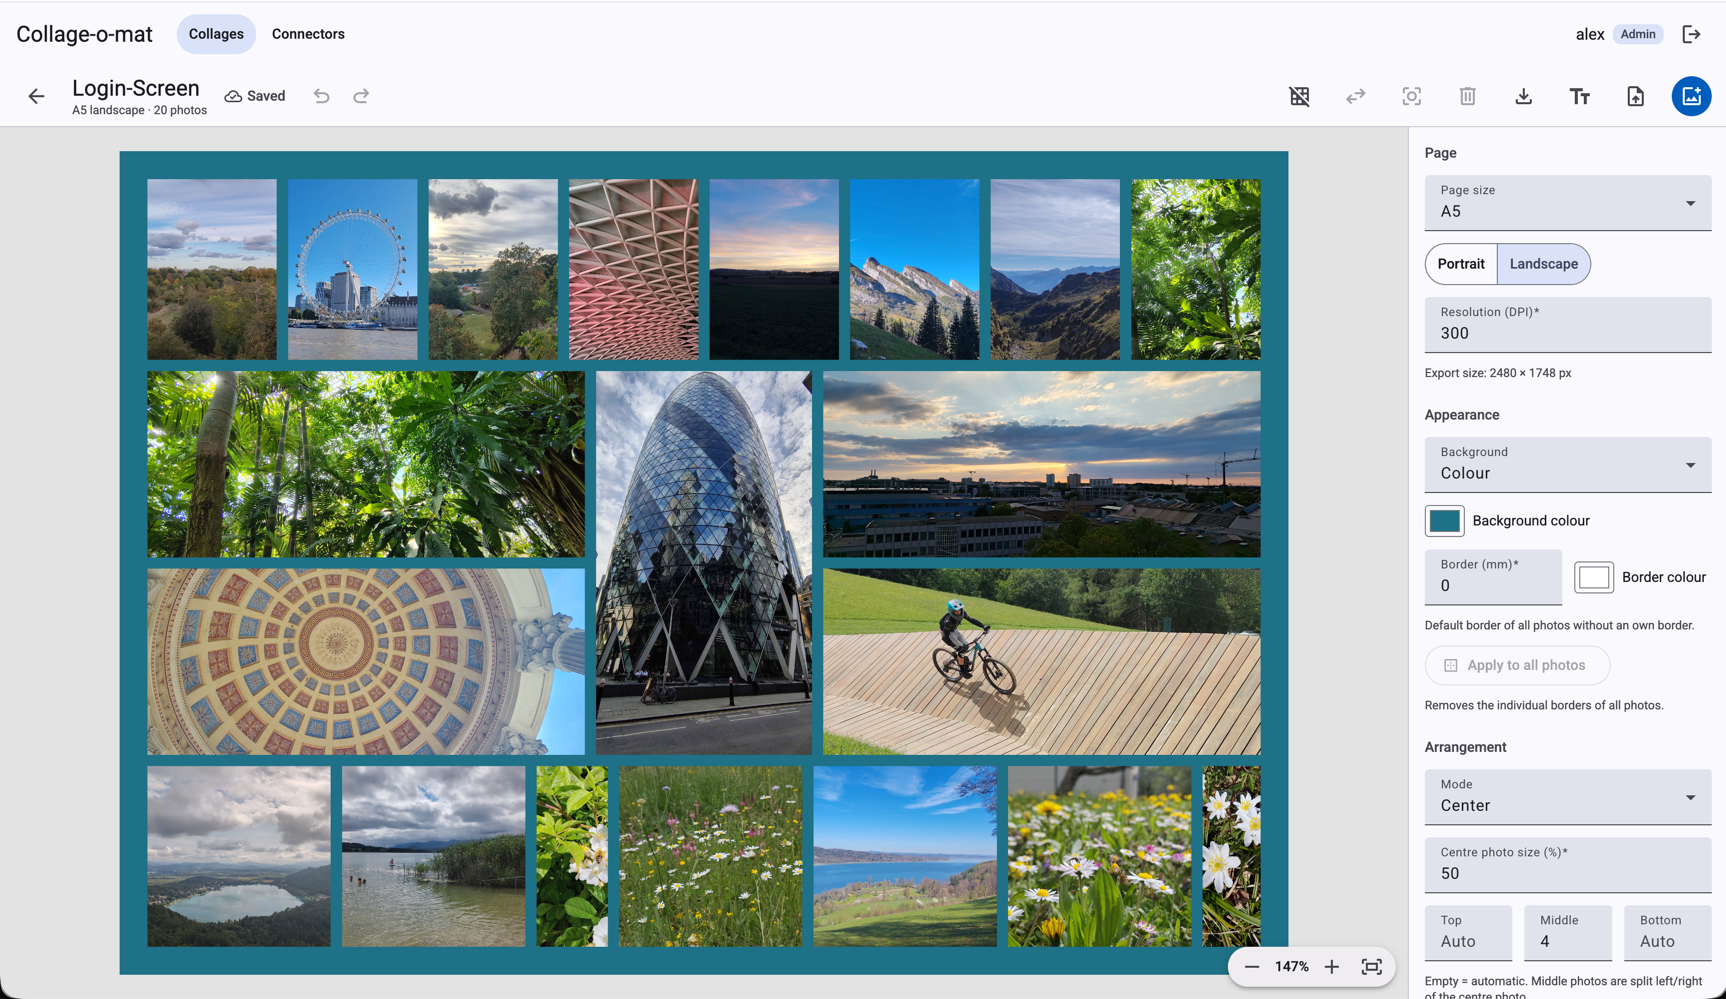 Collage-o-mat
Collages
Connectors
alex
Admin
Login-Screen
A5 landscape · 20 photos
Saved
Page
Page size
A5
Portrait
Landscape
Resolution (DPI)*
300
Export size: 2480 × 1748 px
Appearance
Background
Colour
Background colour
Border (mm)*
0
Border colour
Default border of all photos without an own border.
Apply to all photos
Removes the individual borders of all photos.
Arrangement
Mode
Center
Centre photo size (%)*
50
Top
Auto
Middle
4
Bottom
Auto
Empty = automatic. Middle photos are split left/right
of the centre photo.
147%